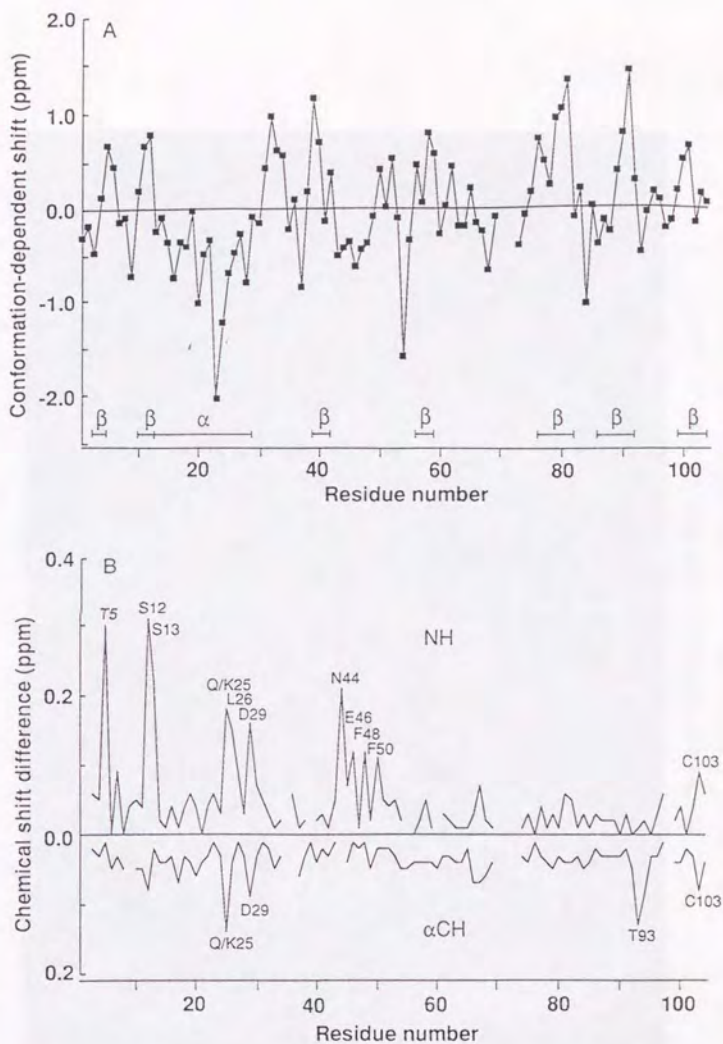 A
Conformation-dependent shift (ppm)
2.0
1.0
0.0
-1.0
-2.0
β β α β β β β β
20 40 60 80 100
Residue number
B
Chemical shift difference (ppm)
0.4
0.2
0.0
0.2
T5
S12
S13
Q/K25
L26
D29
N44
E46
F48
F50
C103
NH
αCH
Q/K25
D29
T93
C103
20 40 60 80 100
Residue number